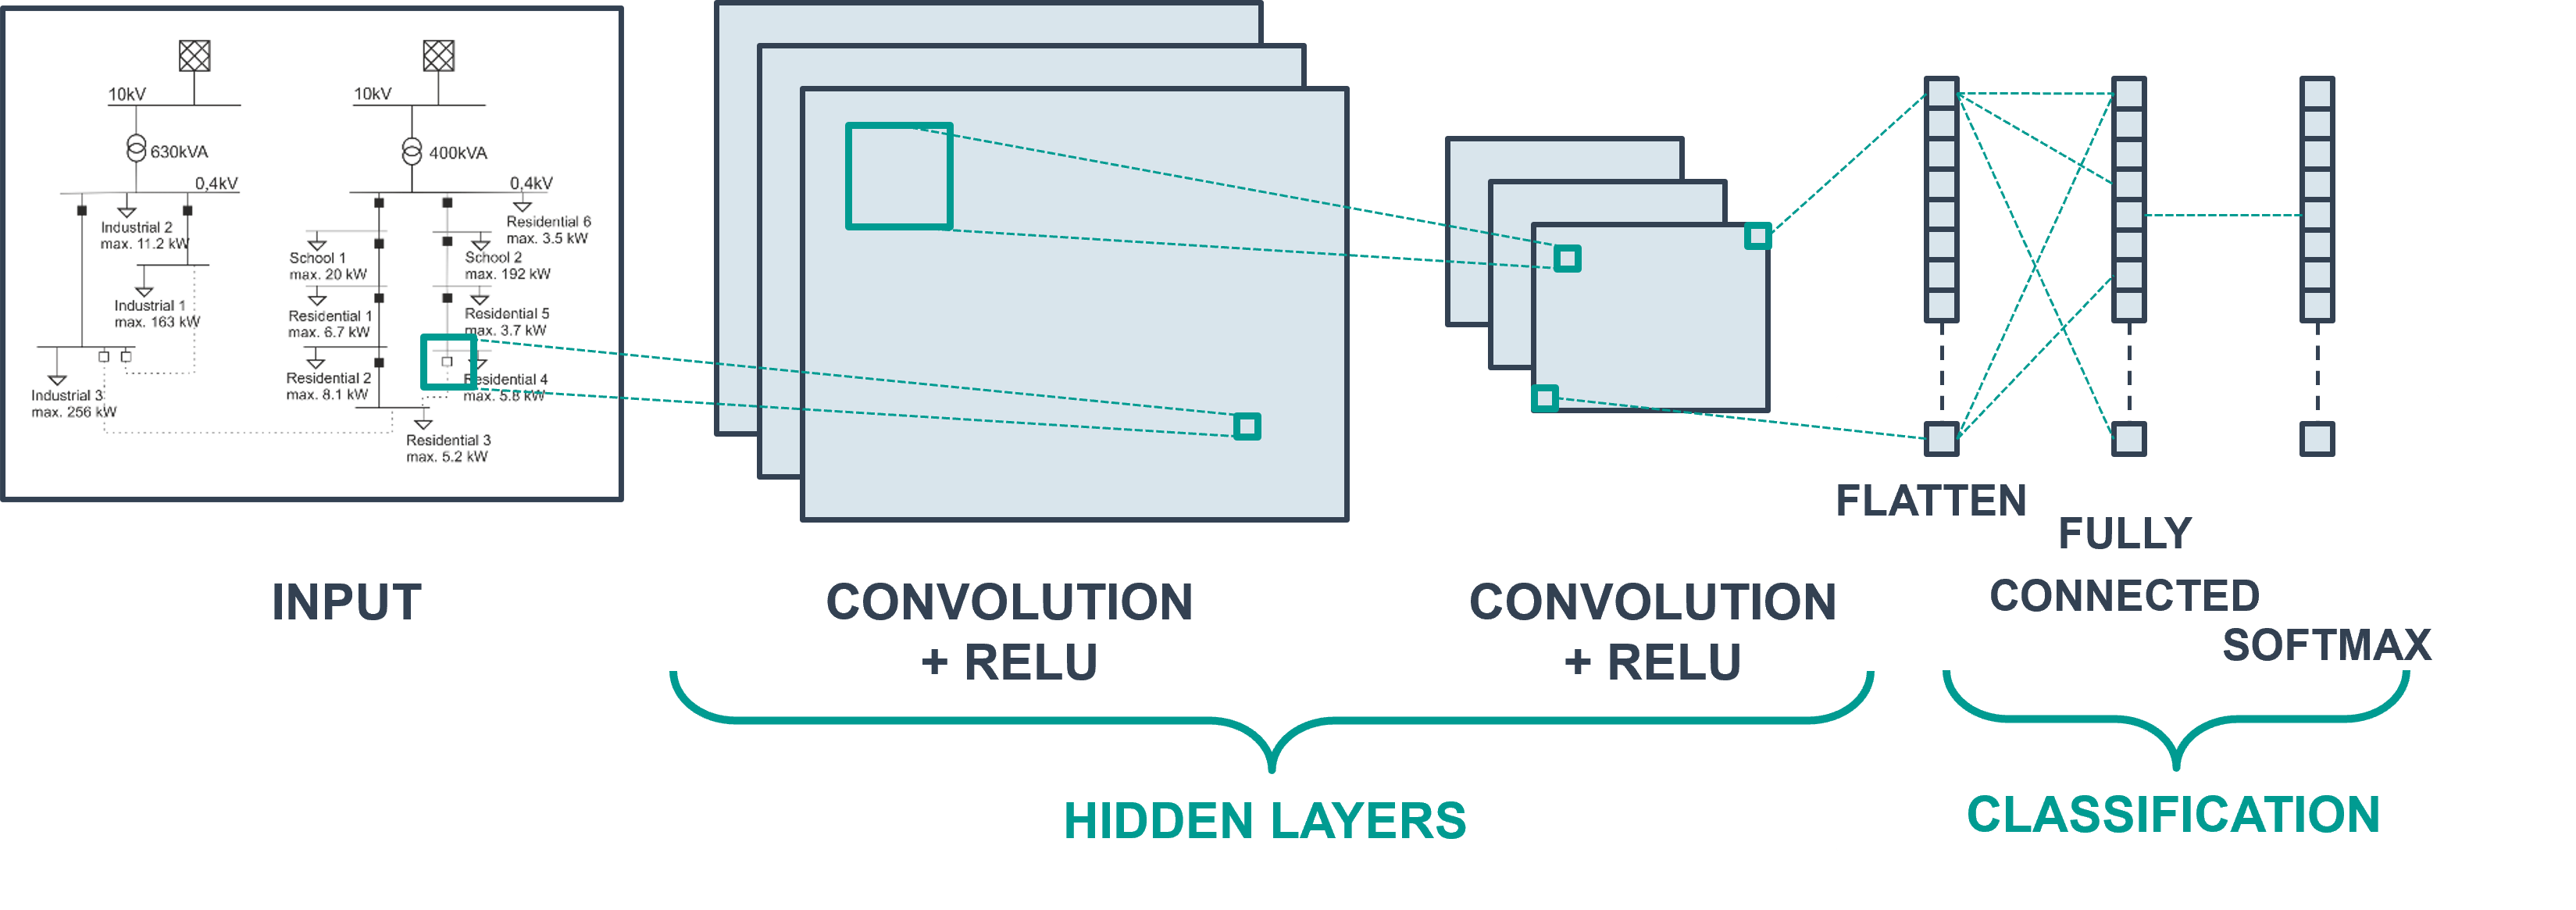 10kV
630kVA
0,4kV
Industrial 2
max. 11.2 kW
Industrial 1
max. 163 kW
Industrial 3
max. 256 kW
10kV
400kVA
0,4kV
Residential 6
max. 3.5 kW
School 1
max. 20 kW
School 2
max. 192 kW
Residential 1
max. 6.7 kW
Residential 5
max. 3.7 kW
Residential 2
max. 8.1 kW
Residential 4
max. 5.8 kW
Residential 3
max. 5.2 kW
INPUT
CONVOLUTION
+ RELU
CONVOLUTION
+ RELU
HIDDEN LAYERS
FLATTEN
FULLY
CONNECTED
SOFTMAX
CLASSIFICATION